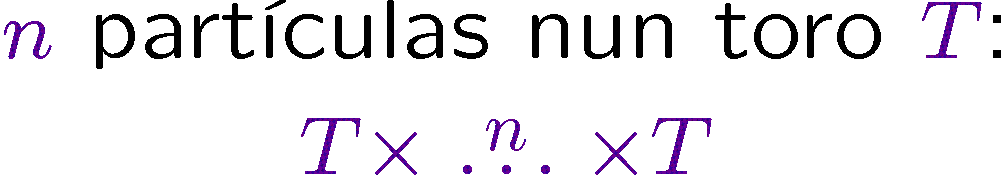 n partículas nun toro T:
T× .n.. ×T